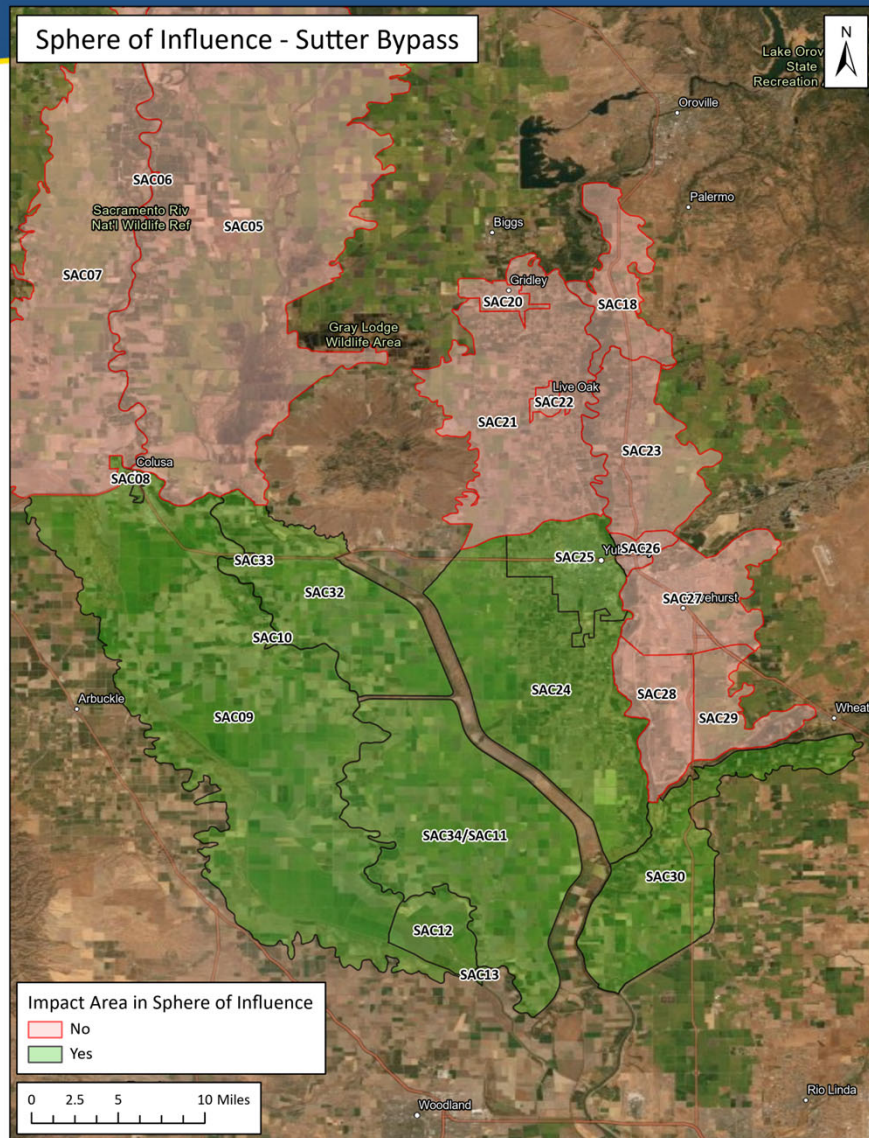 Sphere of Influence - Sutter Bypass
N
Lake Orov
State
Recreation
Oroville
Palermo
SAC06
Sacramento Riv
Nat'l Wildlife Ref
SAC05
SAC07
Biggs
Gridley
SAC20
SAC18
Gray Lodge
Wildlife Area
Live Oak
SAC22
SAC21
SAC23
Colusa
SAC08
SAC33
SAC32
SAC25
Yu
SAC26
SAC27
ehurst
SAC10
SAC24
SAC28
SAC29
Arbuckle
SAC09
Wheat
SAC34/SAC11
SAC30
SAC12
SAC13
Impact Area in Sphere of Influence
No
Yes
0 2.5 5 10 Miles
Woodland
Rio Linda